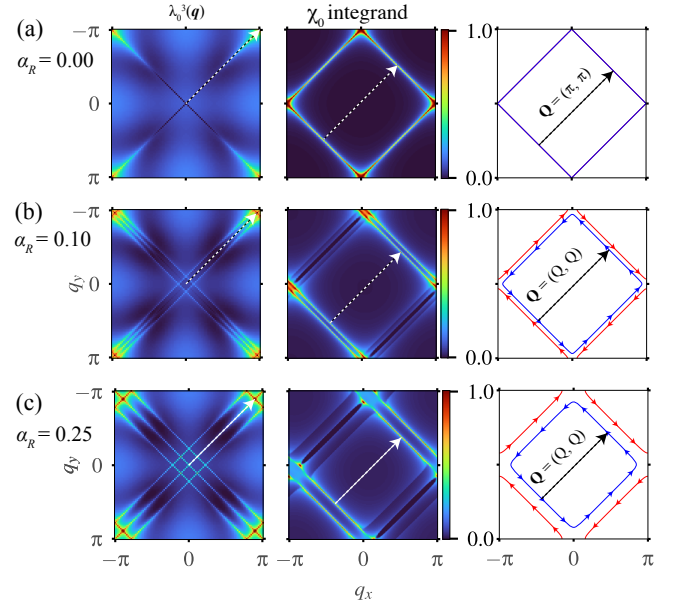 λ₀³(q) χ₀ integrand
(a)
α_R = 0.00
−π
0
π
1.0
0.0
Q = (π, π)
(b)
α_R = 0.10
q_y
−π
0
π
1.0
0.0
Q = (Q, Q)
(c)
α_R = 0.25
q_y
−π
0
π
1.0
0.0
Q = (Q, Q)
−π 0 π −π 0 π −π 0 π
q_x